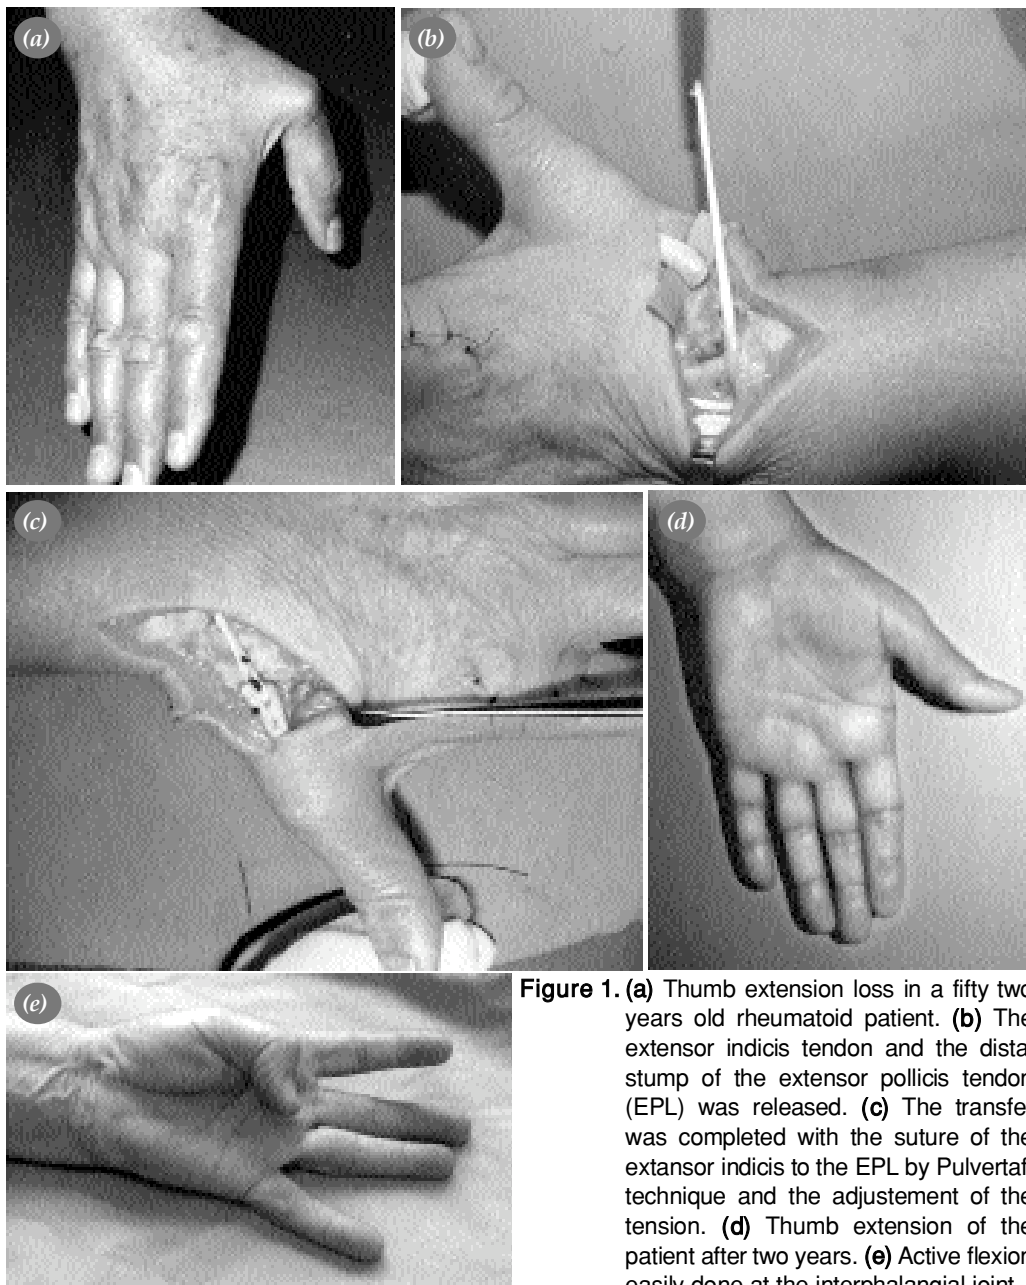 (a)
(b)
(c)
(d)
(e)
Figure 1. (a) Thumb extension loss in a fifty two
years old rheumatoid patient. (b) The
extensor indicis tendon and the dista
stump of the extensor pollicis tendon
(EPL) was released. (c) The transfe
was completed with the suture of the
extansor indicis to the EPL by Pulvertaf
technique and the adjustement of the
tension. (d) Thumb extension of the
patient after two years. (e) Active flexion
easily done at the interphalangial joint.